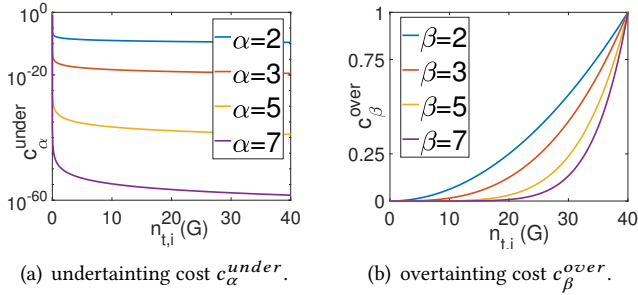 10^0
10^-20
10^-60
c_α^under
α=2
α=3
α=5
α=7
0 10 20 30 40
n_t,i (G)
1
0.75
0.5
0.25
0
c_β^over
β=2
β=3
β=5
β=7
0 10 20 30 40
n_t,i (G)
(a) undertainting cost c_α^under.
(b) overtainting cost c_β^over.